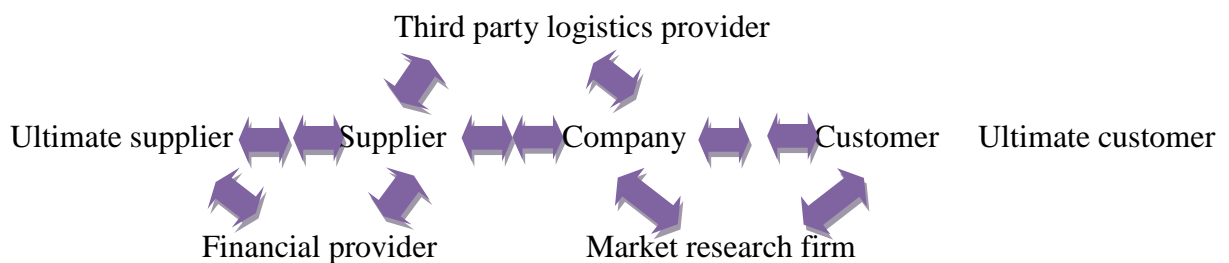 Third party logistics provider
Ultimate supplier Supplier Company Customer Ultimate customer
Financial provider Market research firm